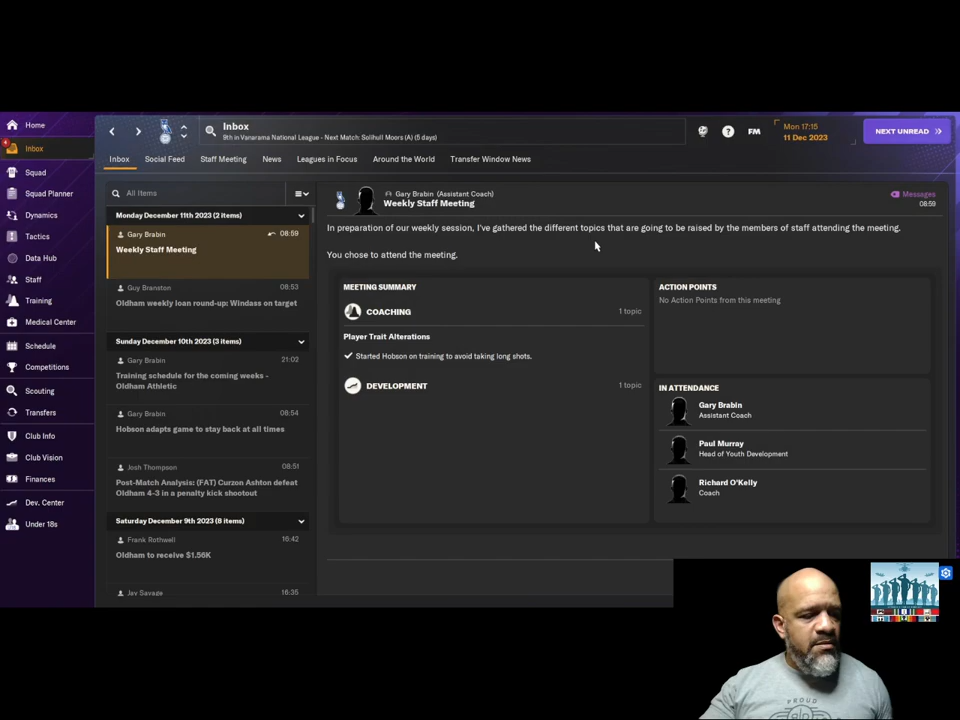 Home
Inbox
Squad
Squad Planner
Dynamics
Tactics
Data Hub
Staff
Training
Medical Center
Schedule
Competitions
Scouting
Transfers
Club Info
Club Vision
Finances
Dev. Center
Under 18s
Inbox
9th in Vanarama National League - Next Match: Solihull Moors (A) (5 days)
FM
Mon 17:15
11 Dec 2023
NEXT UNREAD
Inbox
Social Feed
Staff Meeting
News
Leagues in Focus
Around the World
Transfer Window News
All Items
Monday December 11th 2023 (2 items)
Gary Brabin 08:59
Weekly Staff Meeting
Guy Branston 08:53
Oldham weekly loan round-up: Windass on target
Sunday December 10th 2023 (3 items)
Gary Brabin 21:02
Training schedule for the coming weeks -
Oldham Athletic
Gary Brabin 08:54
Hobson adapts game to stay back at all times
Josh Thompson 08:51
Post-Match Analysis: (FAT) Curzon Ashton defeat
Oldham 4-3 in a penalty kick shootout
Saturday December 9th 2023 (8 items)
Frank Rothwell 16:42
Oldham to receive $1.56K
Jay Savage 16:35
Gary Brabin (Assistant Coach)
Weekly Staff Meeting
Messages
08:59
In preparation of our weekly session, I've gathered the different topics that are going to be raised by the members of staff attending the meeting.
You chose to attend the meeting.
MEETING SUMMARY
COACHING 1 topic
Player Trait Alterations
Started Hobson on training to avoid taking long shots.
DEVELOPMENT 1 topic
ACTION POINTS
No Action Points from this meeting
IN ATTENDANCE
Gary Brabin
Assistant Coach
Paul Murray
Head of Youth Development
Richard O'Kelly
Coach
PROUD